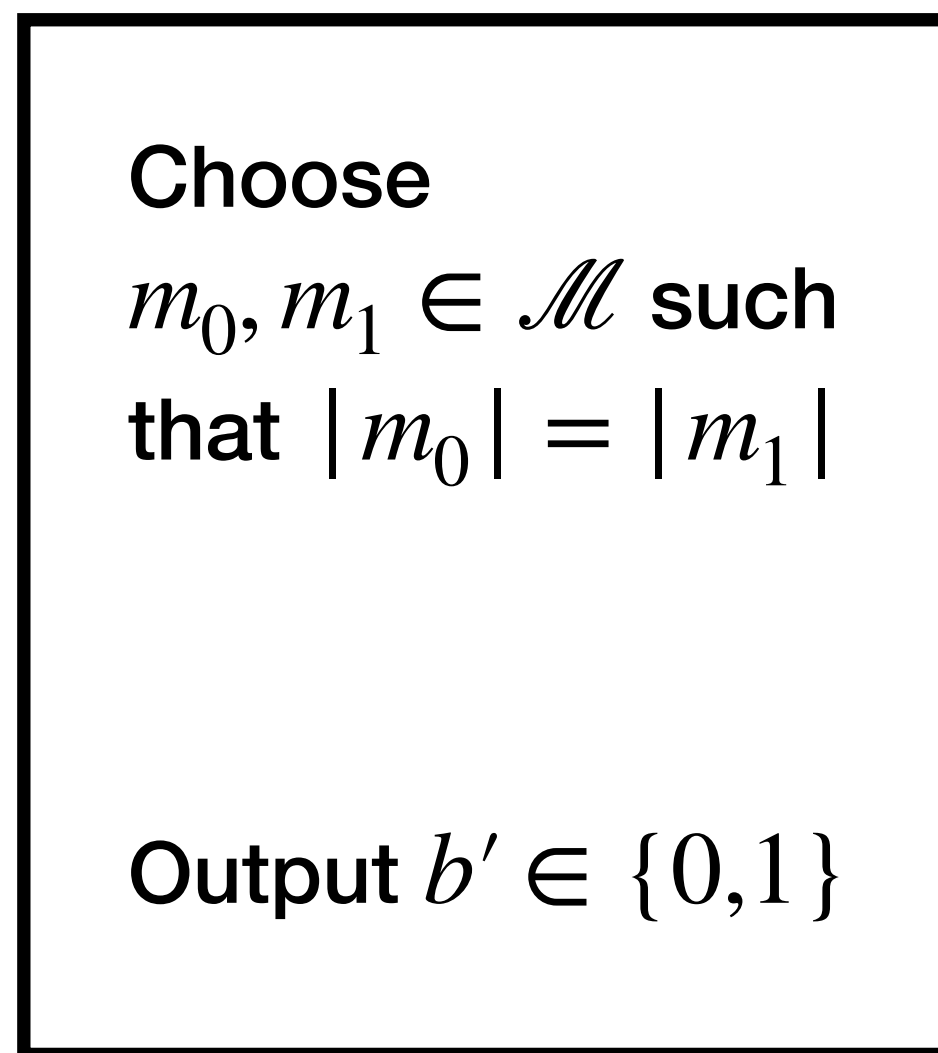 Choose
m₀, m₁ ∈ ℳ such
that |m₀| = |m₁|
Output b′ ∈ {0,1}